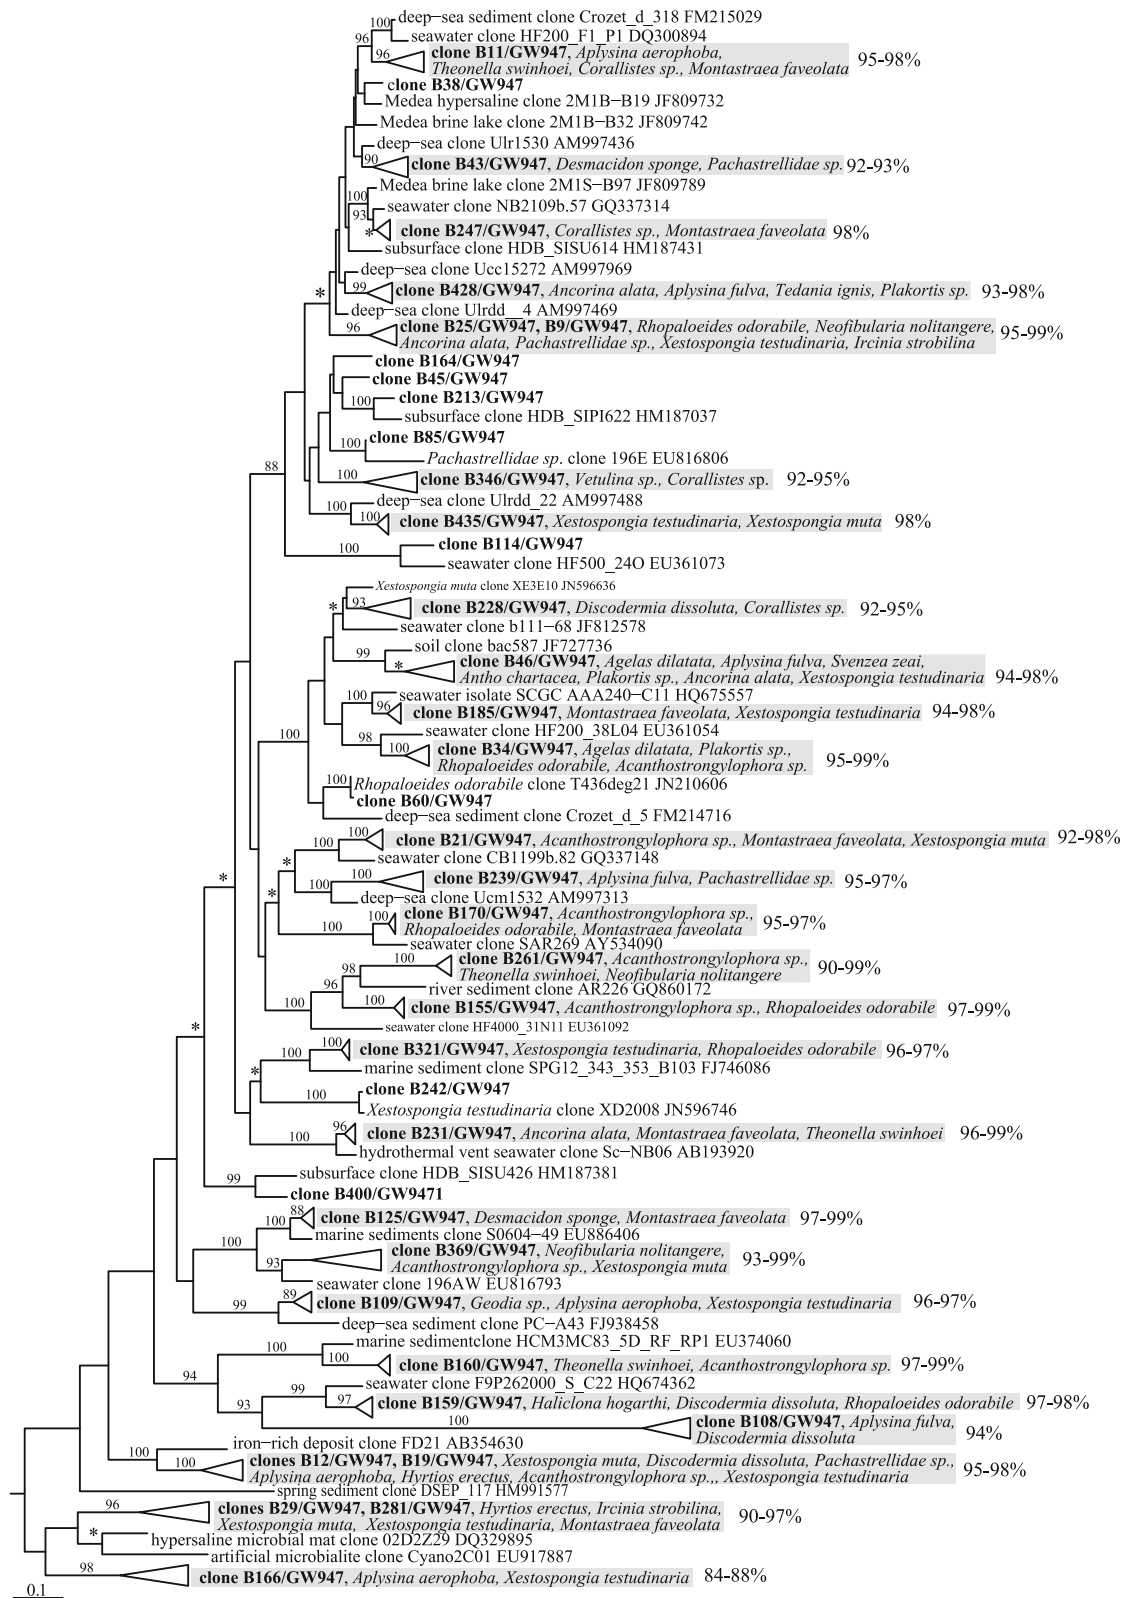 deep-sea sediment clone Crozet_d_318 FM215029
100
seawater clone HF200_F1_P1 DQ300894
96
clone B11/GW947, Aplysina aerophoba,
96
Theonella swinhoei, Corallistes sp., Montastraea faveolata
95-98%
clone B38/GW947
Medea hypersaline clone 2M1B-B19 JF809732
Medea brine lake clone 2M1B-B32 JF809742
deep-sea clone Ulr1530 AM997436
90
clone B43/GW947, Desmacidon sponge, Pachastrellidae sp.
92-93%
Medea brine lake clone 2M1S-B97 JF809789
100
seawater clone NB2109b.57 GQ337314
93
*
clone B247/GW947, Corallistes sp., Montastraea faveolata
98%
subsurface clone HDB_SISU614 HM187431
deep-sea clone Ucc15272 AM997969
99
clone B428/GW947, Ancorina alata, Aplysina fulva, Tedania ignis, Plakortis sp.
93-98%
*
deep-sea clone Ulrdd_4 AM997469
96
clone B25/GW947, B9/GW947, Rhopaloeides odorabile, Neofibularia nolitangere,
Ancorina alata, Pachastrellidae sp., Xestospongia testudinaria, Ircinia strobilina
95-99%
clone B164/GW947
clone B45/GW947
clone B213/GW947
100
subsurface clone HDB_SIPI622 HM187037
clone B85/GW947
100
Pachastrellidae sp. clone 196E EU816806
88
100
clone B346/GW947, Vetulina sp., Corallistes sp.
92-95%
deep-sea clone Ulrdd_22 AM997488
100
100
clone B435/GW947, Xestospongia testudinaria, Xestospongia muta
98%
clone B114/GW947
100
seawater clone HF500_24O EU361073
Xestospongia muta clone XE3E10 JN596636
*
93
clone B228/GW947, Discodermia dissoluta, Corallistes sp.
92-95%
seawater clone b111-68 JF812578
soil clone bac587 JF727736
99
*
clone B46/GW947, Agelas dilatata, Aplysina fulva, Svenzea zeai,
Antho chartacea, Plakortis sp., Ancorina alata, Xestospongia testudinaria
94-98%
seawater isolate SCGC AAA240-C11 HQ675557
100
96
clone B185/GW947, Montastraea faveolata, Xestospongia testudinaria
94-98%
seawater clone HF200_38L04 EU361054
100
98
100
clone B34/GW947, Agelas dilatata, Plakortis sp.,
Rhopaloeides odorabile, Acanthostrongylophora sp.
95-99%
100
Rhopaloeides odorabile clone T436deg21 JN210606
clone B60/GW947
deep-sea sediment clone Crozet_d_5 FM214716
100
clone B21/GW947, Acanthostrongylophora sp., Montastraea faveolata, Xestospongia muta
92-98%
100
seawater clone CB1199b.82 GQ337148
*
*
clone B239/GW947, Aplysina fulva, Pachastrellidae sp.
95-97%
100
*
deep-sea clone Ucm1532 AM997313
100
clone B170/GW947, Acanthostrongylophora sp.,
Rhopaloeides odorabile, Montastraea faveolata
95-97%
100
seawater clone SAR269 AY534090
100
clone B261/GW947, Acanthostrongylophora sp.,
Theonella swinhoei, Neofibularia nolitangere
90-99%
98
river sediment clone AR226 GQ860172
96
100
clone B155/GW947, Acanthostrongylophora sp., Rhopaloeides odorabile
97-99%
100
seawater clone HF4000_31N11 EU361092
*
100
clone B321/GW947, Xestospongia testudinaria, Rhopaloeides odorabile
96-97%
100
marine sediment clone SPG12_343_353_B103 FJ746086
*
clone B242/GW947
100
Xestospongia testudinaria clone XD2008 JN596746
96
clone B231/GW947, Ancorina alata, Montastraea faveolata, Theonella swinhoei
96-99%
100
hydrothermal vent seawater clone Sc-NB06 AB193920
subsurface clone HDB_SISU426 HM187381
99
clone B400/GW9471
88
clone B125/GW947, Desmacidon sponge, Montastraea faveolata
97-99%
100
marine sediments clone S0604-49 EU886406
100
clone B369/GW947, Neofibularia nolitangere,
Acanthostrongylophora sp., Xestospongia muta
93-99%
93
seawater clone 196AW EU816793
89
clone B109/GW947, Geodia sp., Aplysina aerophoba, Xestospongia testudinaria
96-97%
99
deep-sea sediment clone PC-A43 FJ938458
marine sedimentclone HCM3MC83_5D_RF_RP1 EU374060
100
100
clone B160/GW947, Theonella swinhoei, Acanthostrongylophora sp.
97-99%
94
seawater clone F9P262000_S_C22 HQ674362
99
97
clone B159/GW947, Haliclona hogarthi, Discodermia dissoluta, Rhopaloeides odorabile
97-98%
93
100
clone B108/GW947, Aplysina fulva,
Discodermia dissoluta
94%
iron-rich deposit clone FD21 AB354630
100
100
clones B12/GW947, B19/GW947, Xestospongia muta, Discodermia dissoluta, Pachastrellidae sp.,
Aplysina aerophoba, Hyrtios erectus, Acanthostrongylophora sp.,, Xestospongia testudinaria
95-98%
spring sediment clone DSEP_117 HM991577
96
clones B29/GW947, B281/GW947, Hyrtios erectus, Ircinia strobilina,
Xestospongia muta, Xestospongia testudinaria, Montastraea faveolata
90-97%
*
hypersaline microbial mat clone 02D2Z29 DQ329895
artificial microbialite clone Cyano2C01 EU917887
98
clone B166/GW947, Aplysina aerophoba, Xestospongia testudinaria
84-88%
0.1